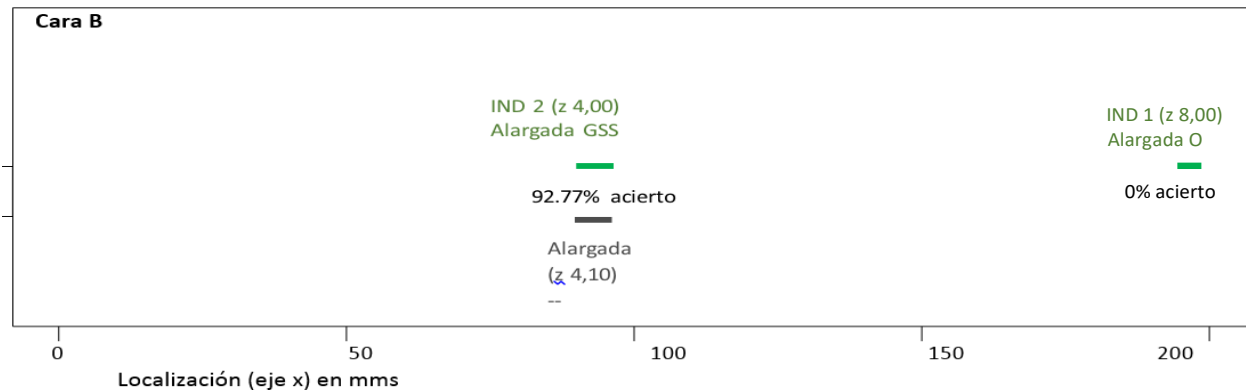 Cara B
IND 2 (z 4,00)
Alargada GSS
IND 1 (z 8,00)
Alargada O
92.77% acierto
0% acierto
Alargada
(z 4,10)
--
0 50 100 150 200
Localización (eje x) en mms